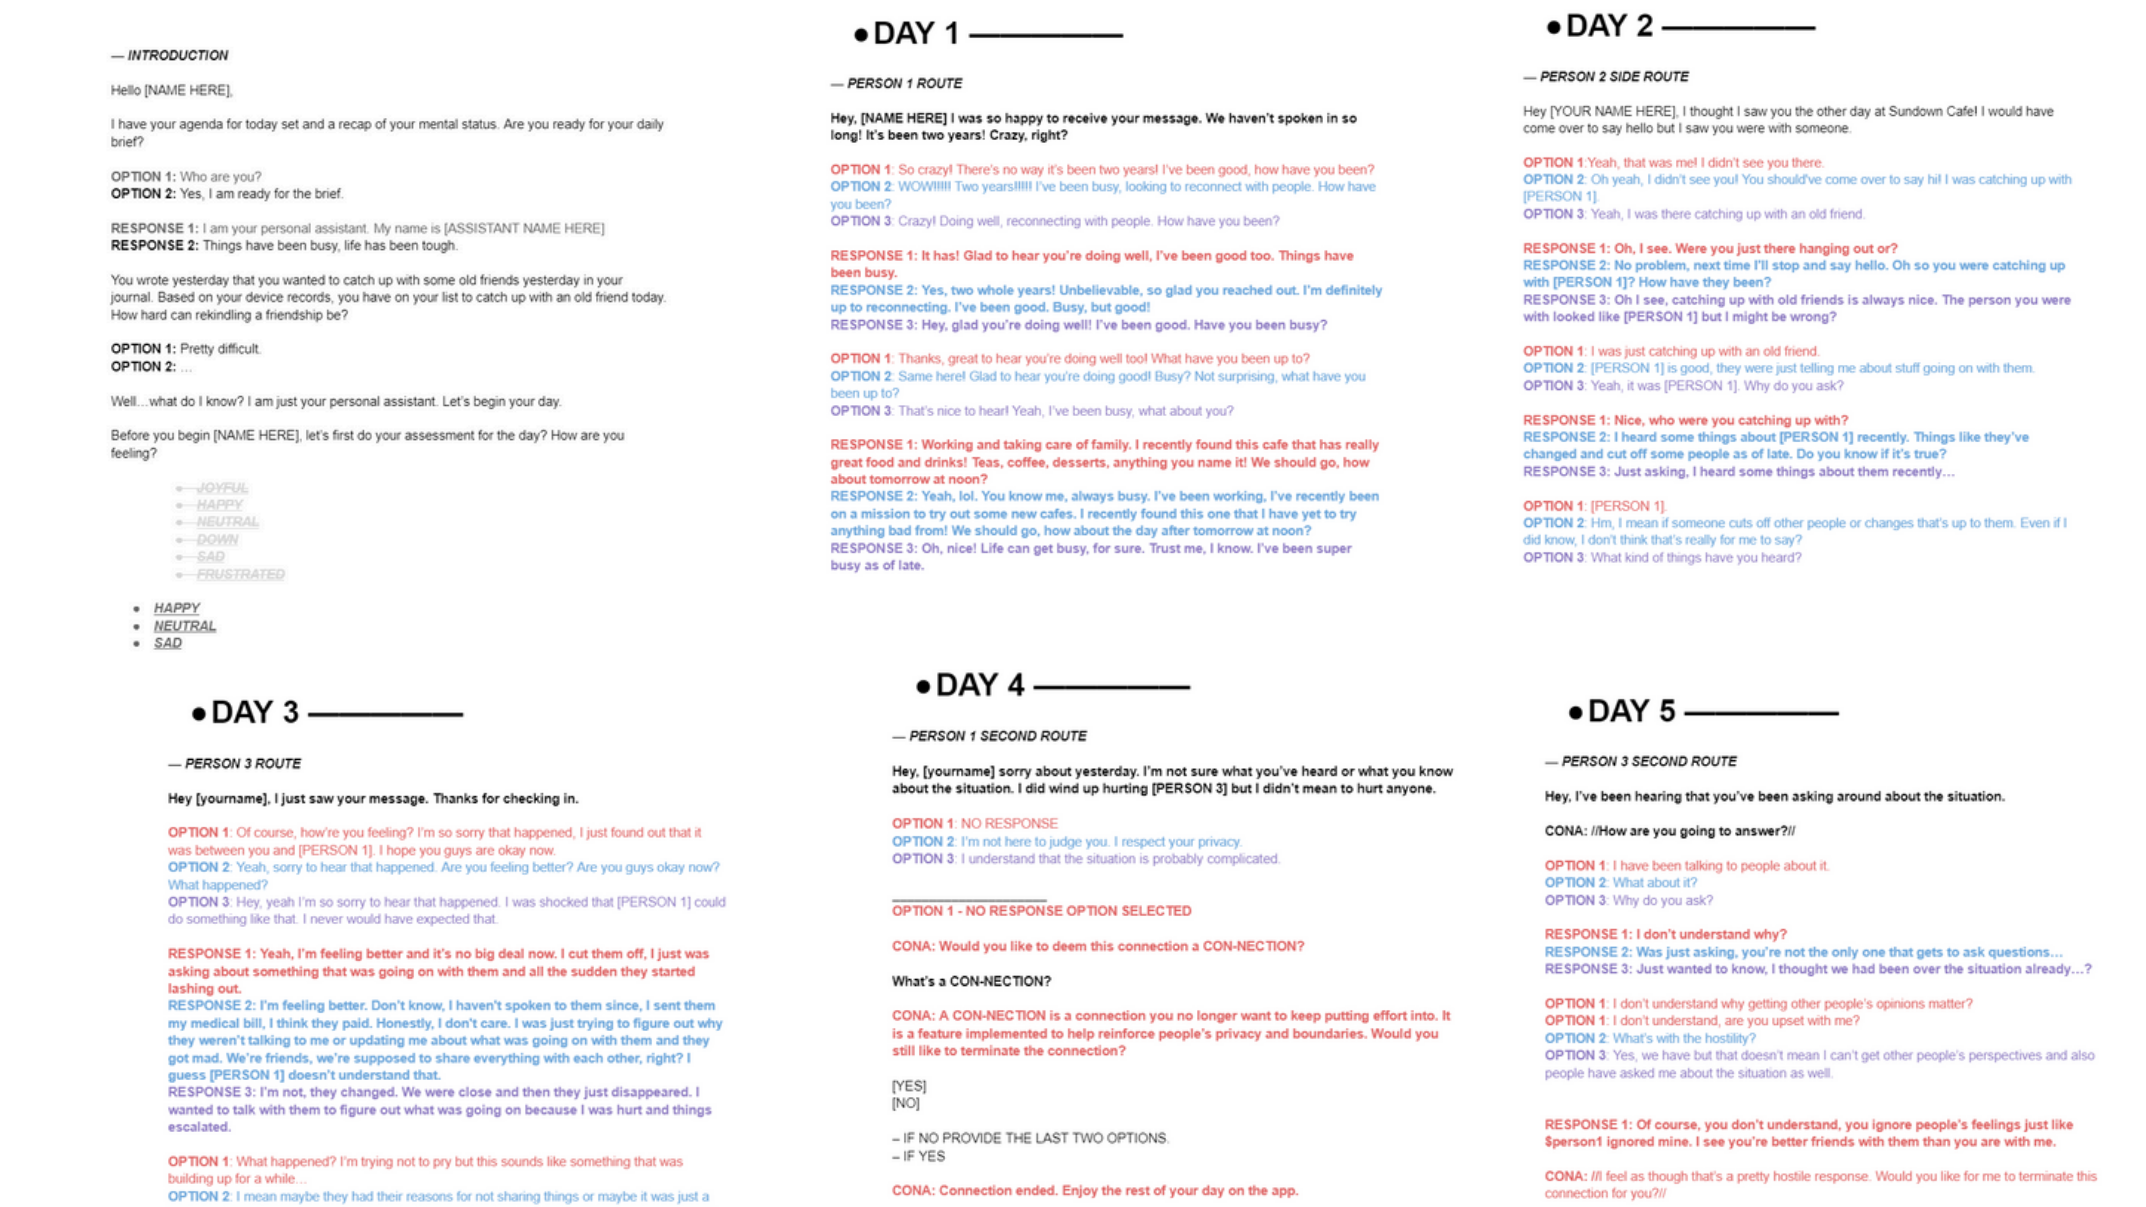 — INTRODUCTION
Hello [NAME HERE],
I have your agenda for today set and a recap of your mental status. Are you ready for your daily
brief?
OPTION 1: Who are you?
OPTION 2: Yes, I am ready for the brief.
RESPONSE 1: I am your personal assistant. My name is [ASSISTANT NAME HERE]
RESPONSE 2: Things have been busy, life has been tough.
You wrote yesterday that you wanted to catch up with some old friends yesterday in your
journal. Based on your device records, you have on your list to catch up with an old friend today.
How hard can rekindling a friendship be?
OPTION 1: Pretty difficult.
OPTION 2: …
Well…what do I know? I am just your personal assistant. Let's begin your day.
Before you begin [NAME HERE], let's first do your assessment for the day? How are you
feeling?
● JOYFUL
● HAPPY
● NEUTRAL
● DOWN
● SAD
● FRUSTRATED
● HAPPY
● NEUTRAL
● SAD
● DAY 1 —————
— PERSON 1 ROUTE
Hey, [NAME HERE] I was so happy to receive your message. We haven't spoken in so
long! It's been two years! Crazy, right?
OPTION 1: So crazy! There's no way it's been two years! I've been good, how have you been?
OPTION 2: WOW!!!!! Two years!!!!! I've been busy, looking to reconnect with people. How have
you been?
OPTION 3: Crazy! Doing well, reconnecting with people. How have you been?
RESPONSE 1: It has! Glad to hear you're doing well, I've been good too. Things have
been busy.
RESPONSE 2: Yes, two whole years! Unbelievable, so glad you reached out. I'm definitely
up to reconnecting. I've been good. Busy, but good!
RESPONSE 3: Hey, glad you're doing well! I've been good. Have you been busy?
OPTION 1: Thanks, great to hear you're doing well too! What have you been up to?
OPTION 2: Same here! Glad to hear you're doing good! Busy? Not surprising, what have you
been up to?
OPTION 3: That's nice to hear! Yeah, I've been busy, what about you?
RESPONSE 1: Working and taking care of family. I recently found this cafe that has really
great food and drinks! Teas, coffee, desserts, anything you name it! We should go, how
about tomorrow at noon?
RESPONSE 2: Yeah, lol. You know me, always busy. I've been working, I've recently been
on a mission to try out some new cafes. I recently found this one that I have yet to try
anything bad from! We should go, how about the day after tomorrow at noon?
RESPONSE 3: Oh, nice! Life can get busy, for sure. Trust me, I know. I've been super
busy as of late.
● DAY 2 —————
— PERSON 2 SIDE ROUTE
Hey [YOUR NAME HERE], I thought I saw you the other day at Sundown Cafe! I would have
come over to say hello but I saw you were with someone.
OPTION 1:Yeah, that was me! I didn't see you there.
OPTION 2: Oh yeah, I didn't see you! You should've come over to say hi! I was catching up with
[PERSON 1].
OPTION 3: Yeah, I was there catching up with an old friend.
RESPONSE 1: Oh, I see. Were you just there hanging out or?
RESPONSE 2: No problem, next time I'll stop and say hello. Oh so you were catching up
with [PERSON 1]? How have they been?
RESPONSE 3: Oh I see, catching up with old friends is always nice. The person you were
with looked like [PERSON 1] but I might be wrong?
OPTION 1: I was just catching up with an old friend.
OPTION 2: [PERSON 1] is good, they were just telling me about stuff going on with them.
OPTION 3: Yeah, it was [PERSON 1]. Why do you ask?
RESPONSE 1: Nice, who were you catching up with?
RESPONSE 2: I heard some things about [PERSON 1] recently. Things like they've
changed and cut off some people as of late. Do you know if it's true?
RESPONSE 3: Just asking, I heard some things about them recently…
OPTION 1: [PERSON 1].
OPTION 2: Hm, I mean if someone cuts off other people or changes that's up to them. Even if I
did know, I don't think that's really for me to say?
OPTION 3: What kind of things have you heard?
● DAY 3 —————
— PERSON 3 ROUTE
Hey [yourname], I just saw your message. Thanks for checking in.
OPTION 1: Of course, how're you feeling? I'm so sorry that happened, I just found out that it
was between you and [PERSON 1]. I hope you guys are okay now.
OPTION 2: Yeah, sorry to hear that happened. Are you feeling better? Are you guys okay now?
What happened?
OPTION 3: Hey, yeah I'm so sorry to hear that happened. I was shocked that [PERSON 1] could
do something like that. I never would have expected that.
RESPONSE 1: Yeah, I'm feeling better and it's no big deal now. I cut them off, I just was
asking about something that was going on with them and all the sudden they started
lashing out.
RESPONSE 2: I'm feeling better. Don't know, I haven't spoken to them since, I sent them
my medical bill, I think they paid. Honestly, I don't care. I was just trying to figure out why
they weren't talking to me or updating me about what was going on with them and they
got mad. We're friends, we're supposed to share everything with each other, right? I
guess [PERSON 1] doesn't understand that.
RESPONSE 3: I'm not, they changed. We were close and then they just disappeared. I
wanted to talk with them to figure out what was going on because I was hurt and things
escalated.
OPTION 1: What happened? I'm trying not to pry but this sounds like something that was
building up for a while…
OPTION 2: I mean maybe they had their reasons for not sharing things or maybe it was just a
● DAY 4 —————
— PERSON 1 SECOND ROUTE
Hey, [yourname] sorry about yesterday. I'm not sure what you've heard or what you know
about the situation. I did wind up hurting [PERSON 3] but I didn't mean to hurt anyone.
OPTION 1: NO RESPONSE
OPTION 2: I'm not here to judge you. I respect your privacy.
OPTION 3: I understand that the situation is probably complicated.
OPTION 1 - NO RESPONSE OPTION SELECTED
CONA: Would you like to deem this connection a CON-NECTION?
What's a CON-NECTION?
CONA: A CON-NECTION is a connection you no longer want to keep putting effort into. It
is a feature implemented to help reinforce people's privacy and boundaries. Would you
still like to terminate the connection?
[YES]
[NO]
– IF NO PROVIDE THE LAST TWO OPTIONS.
– IF YES
CONA: Connection ended. Enjoy the rest of your day on the app.
● DAY 5 —————
— PERSON 3 SECOND ROUTE
Hey, I've been hearing that you've been asking around about the situation.
CONA: //How are you going to answer?//
OPTION 1: I have been talking to people about it.
OPTION 2: What about it?
OPTION 3: Why do you ask?
RESPONSE 1: I don't understand why?
RESPONSE 2: Was just asking, you're not the only one that gets to ask questions…
RESPONSE 3: Just wanted to know, I thought we had been over the situation already…?
OPTION 1: I don't understand why getting other people's opinions matter?
OPTION 1: I don't understand, are you upset with me?
OPTION 2: What's with the hostility?
OPTION 3: Yes, we have but that doesn't mean I can't get other people's perspectives and also
people have asked me about the situation as well.
RESPONSE 1: Of course, you don't understand, you ignore people's feelings just like
$person1 ignored mine. I see you're better friends with them than you are with me.
CONA: //I feel as though that's a pretty hostile response. Would you like for me to terminate this
connection for you?//